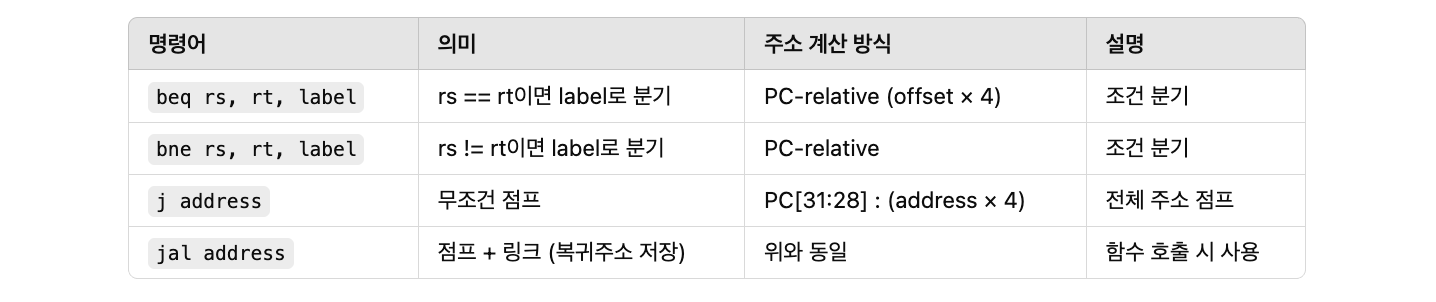 명령어 의미 주소 계산 방식 설명
beq rs, rt, label rs == rt이면 label로 분기 PC-relative (offset × 4) 조건 분기
bne rs, rt, label rs != rt이면 label로 분기 PC-relative 조건 분기
j address 무조건 점프 PC[31:28] : (address × 4) 전체 주소 점프
jal address 점프 + 링크 (복귀주소 저장) 위와 동일 함수 호출 시 사용